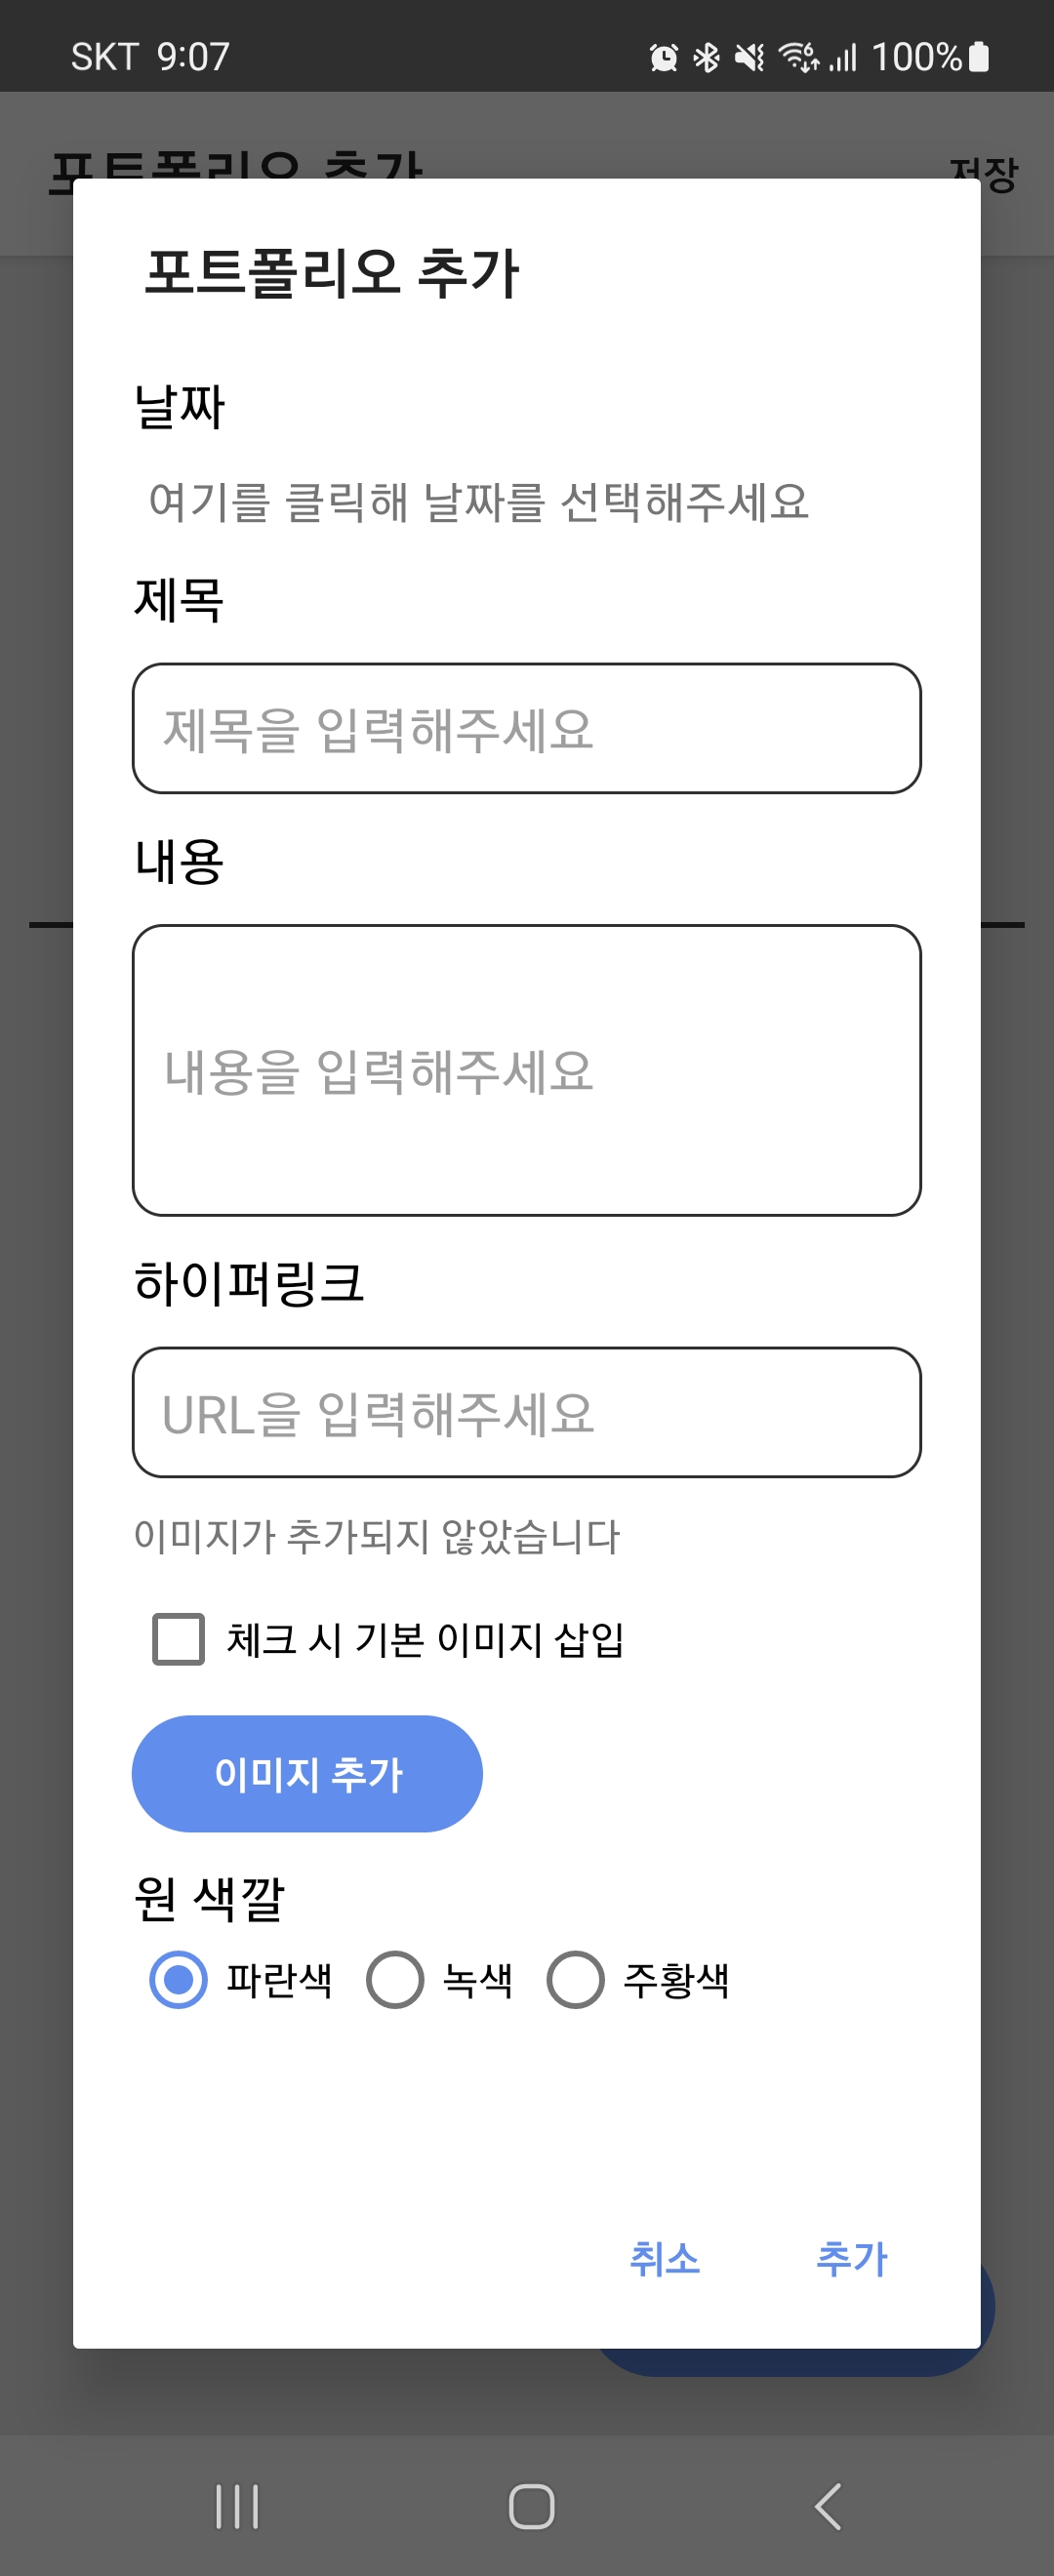 SKT 9:07 100%
포트폴리오 추가 저장
포트폴리오 추가
날짜
여기를 클릭해 날짜를 선택해주세요
제목
제목을 입력해주세요
내용
내용을 입력해주세요
하이퍼링크
URL을 입력해주세요
이미지가 추가되지 않았습니다
체크 시 기본 이미지 삽입
이미지 추가
원 색깔
파란색 녹색 주황색
취소 추가